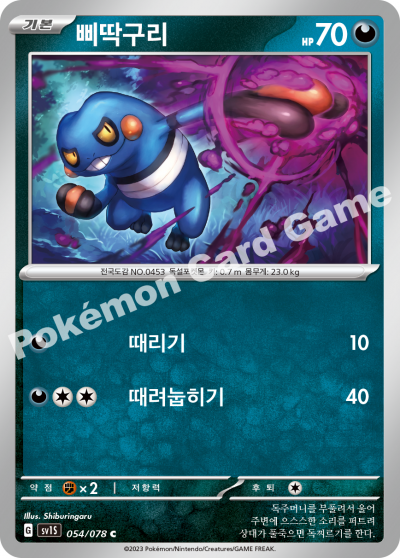 기본 삐딱구리 HP 70
전국도감 NO.0453 독설포켓몬 키: 0.7 m 몸무게: 23.0 kg
Pokémon Card Game
때리기 10
때려눕히기 40
약점 ×2 저항력 후퇴
Illus. Shiburingaru
G sv1S 054/078 C
독주머니를 부풀려서 울어
주변에 으스스한 소리를 퍼뜨려
상대가 풀죽으면 독찌르기를 한다.
©2023 Pokémon/Nintendo/Creatures/GAME FREAK.